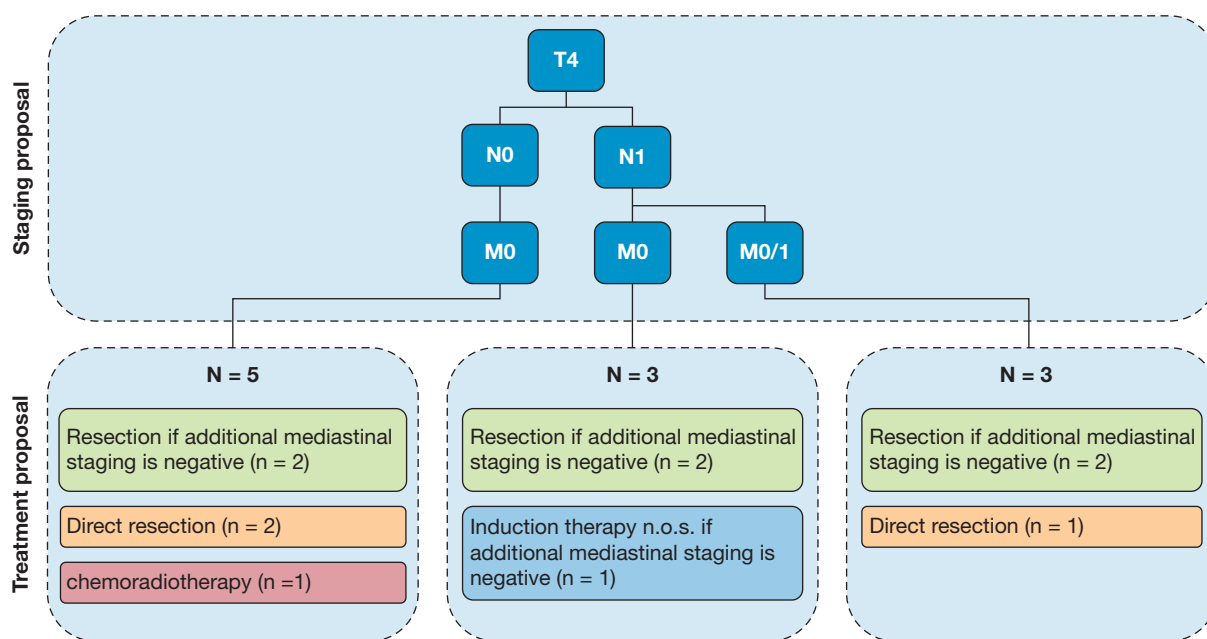 Staging proposal
T4
N0
N1
M0
M0
M0/1
Treatment proposal
N = 5
Resection if additional mediastinal
staging is negative (n = 2)
Direct resection (n = 2)
chemoradiotherapy (n =1)
N = 3
Resection if additional mediastinal
staging is negative (n = 2)
Induction therapy n.o.s. if
additional mediastinal staging is
negative (n = 1)
N = 3
Resection if additional mediastinal
staging is negative (n = 2)
Direct resection (n = 1)